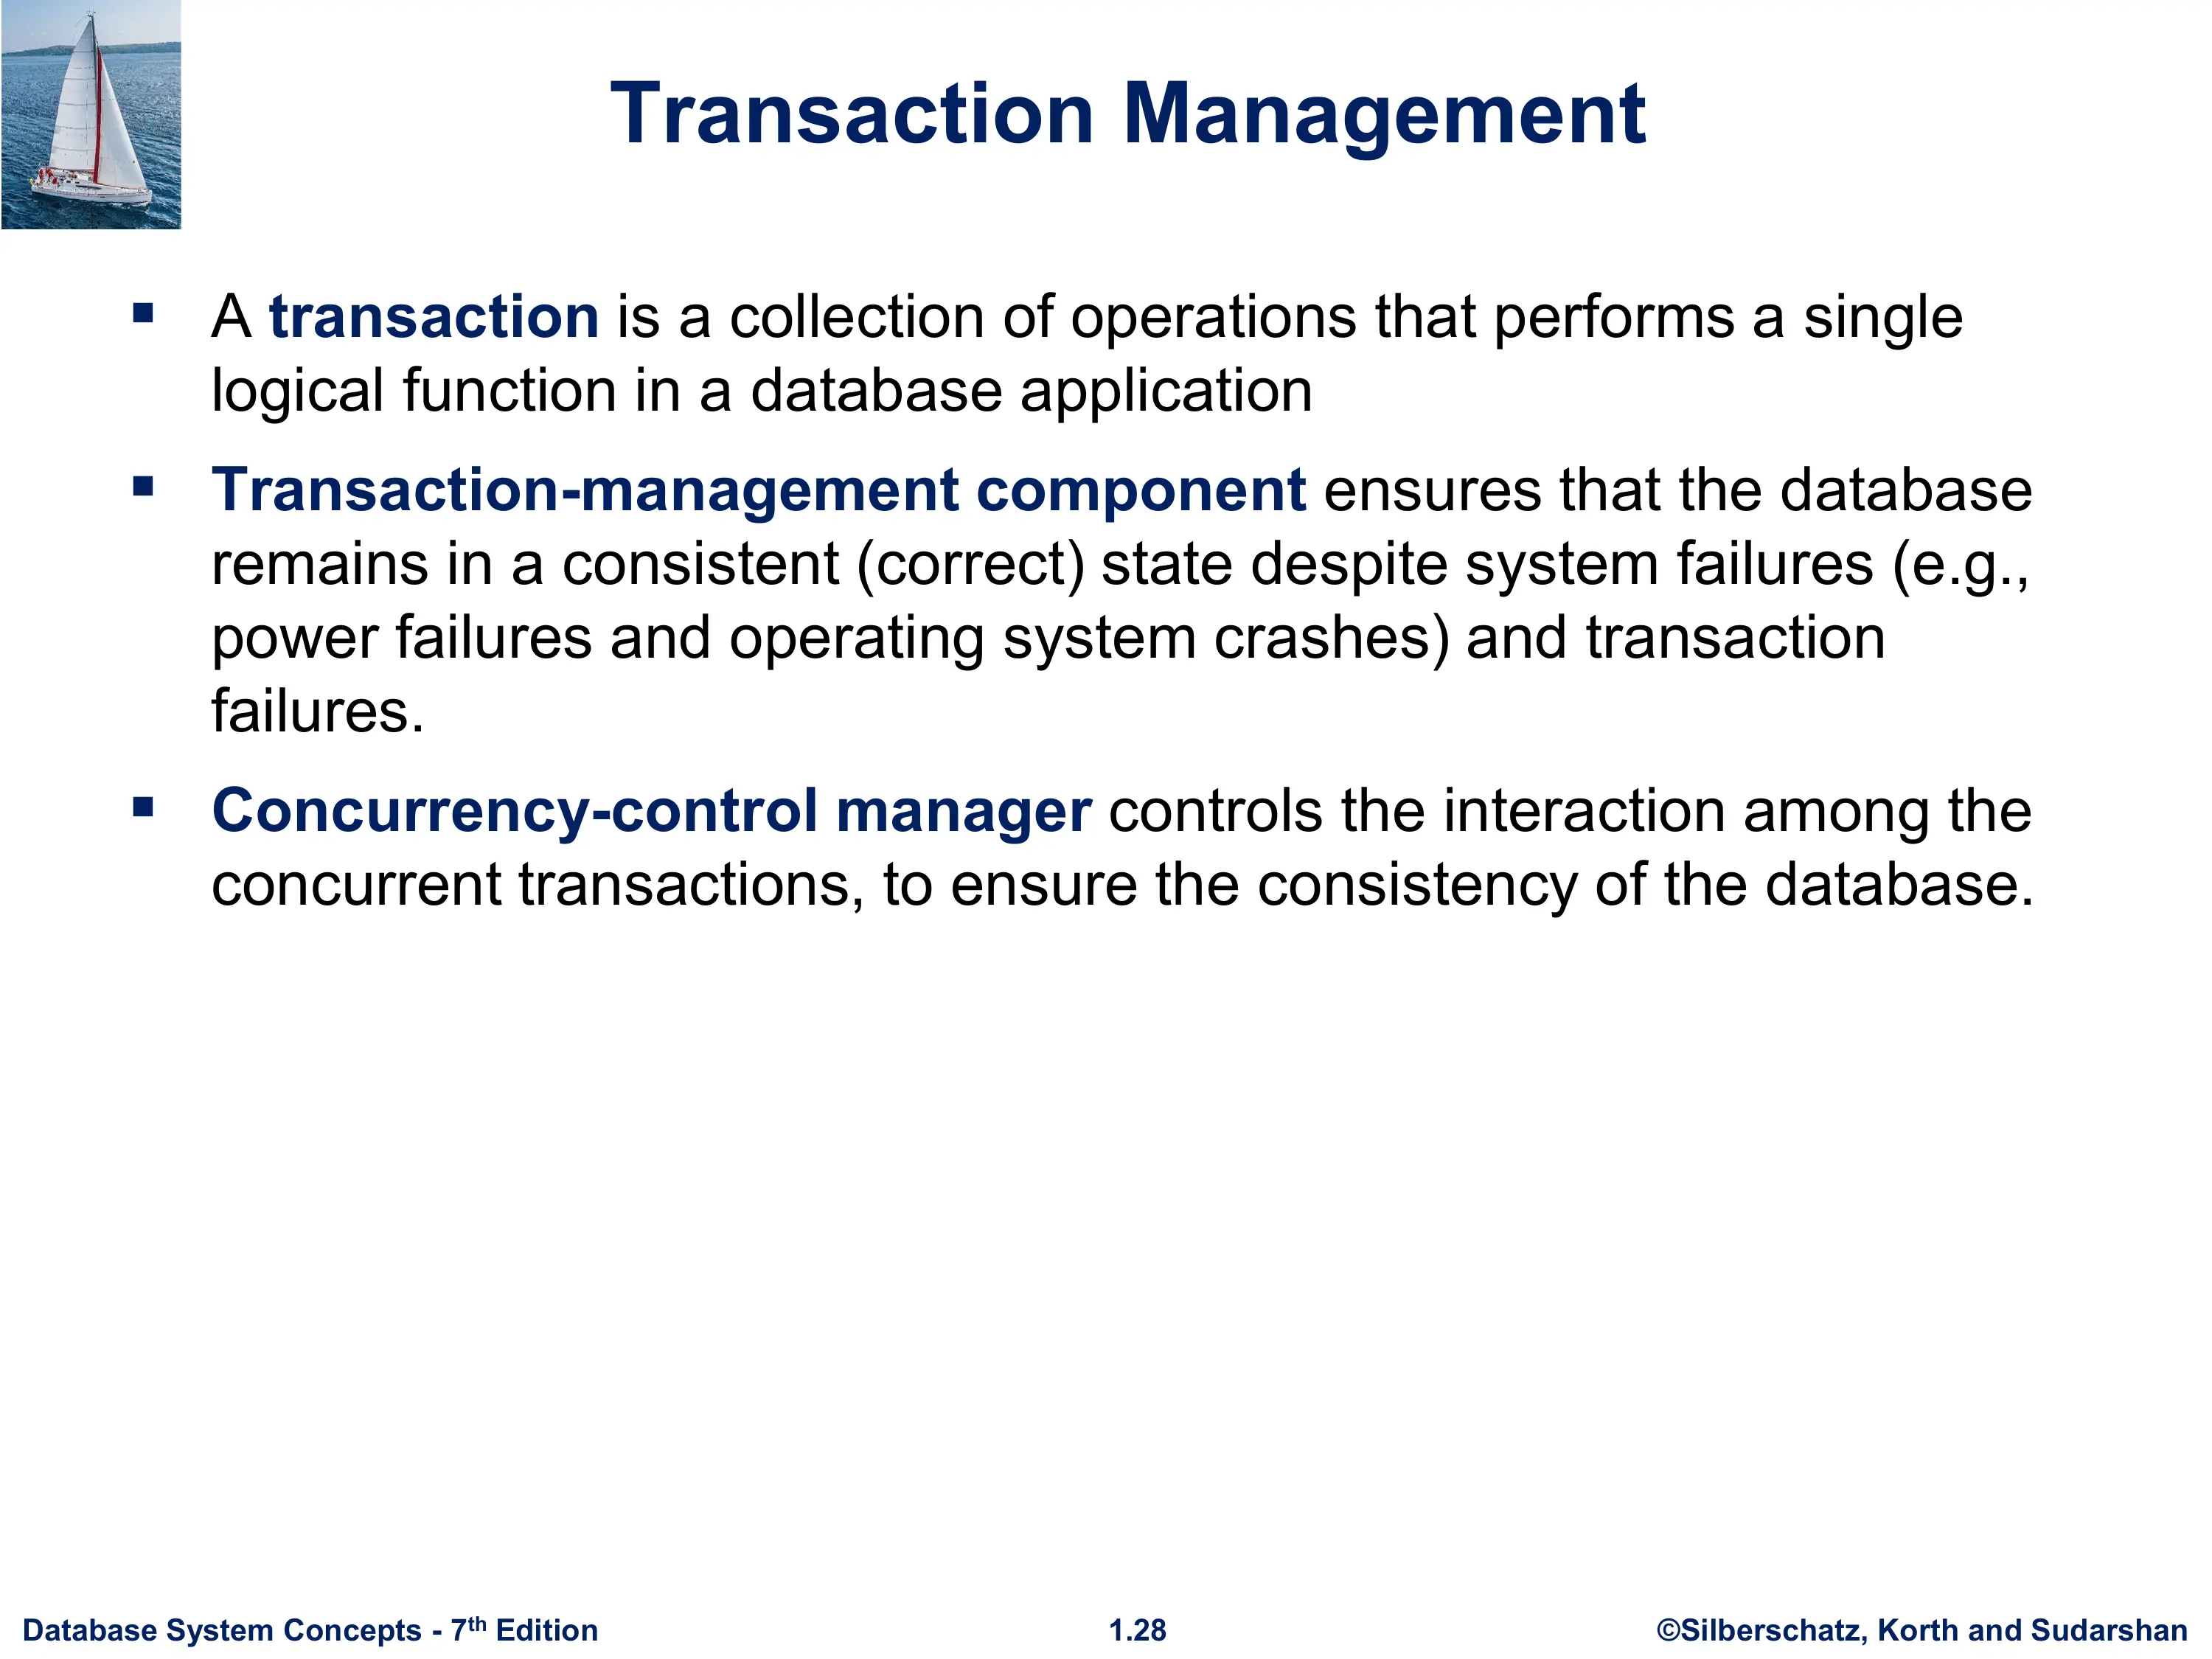 Transaction Management
▪ A transaction is a collection of operations that performs a single
logical function in a database application
▪ Transaction-management component ensures that the database
remains in a consistent (correct) state despite system failures (e.g.,
power failures and operating system crashes) and transaction
failures.
▪ Concurrency-control manager controls the interaction among the
concurrent transactions, to ensure the consistency of the database.
Database System Concepts - 7th Edition
1.28
©Silberschatz, Korth and Sudarshan